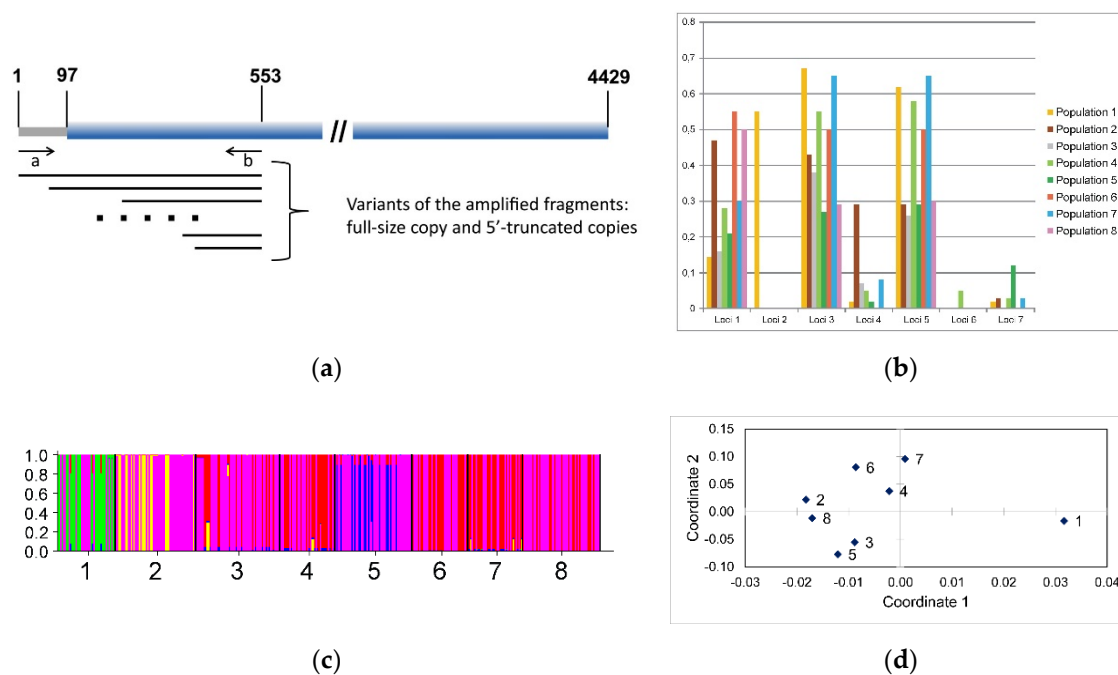 1 97 553 4429
//
a b
Variants of the amplified fragments:
full-size copy and 5′-truncated copies
(a)
0.8
0,7
0,6
0,5
0,4
0,3
0,2
0,1
0
Loci 1 Loci 2 Loci 3 Loci 4 Loci 5 Loci 6 Loci 7
Population 1
Population 2
Population 3
Population 4
Population 5
Population 6
Population 7
Population 8
(b)
1.0
0.8
0.6
0.4
0.2
0.0
1 2 3 4 5 6 7 8
(c)
Coordinate 2
0.15
0.10
0.05
0.00
-0.05
-0.10
7
6
4
2
8
1
3
5
-0.03 -0.02 -0.01 0.00 0.01 0.02 0.03 0.04
Coordinate 1
(d)